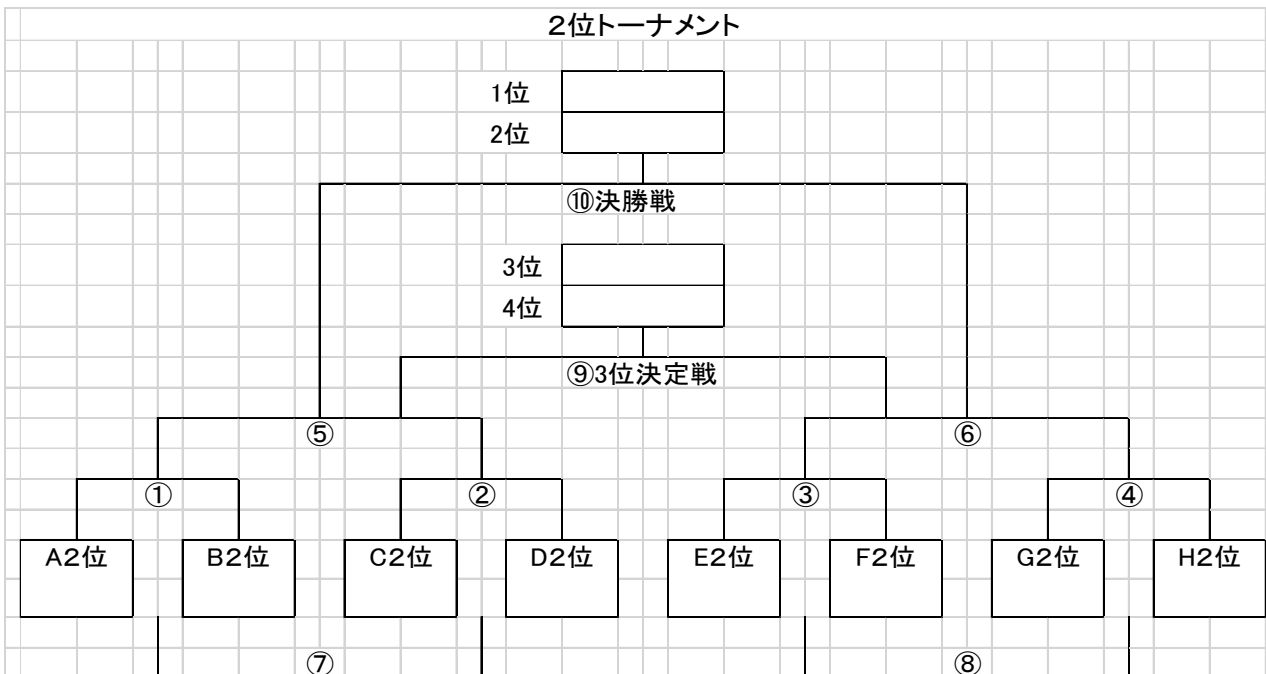 ２位トーナメント
1位
2位
⑩決勝戦
3位
4位
⑨3位決定戦
⑤ ⑥
① ② ③ ④
A2位 B2位 C2位 D2位 E2位 F2位 G2位 H2位
⑦ ⑧